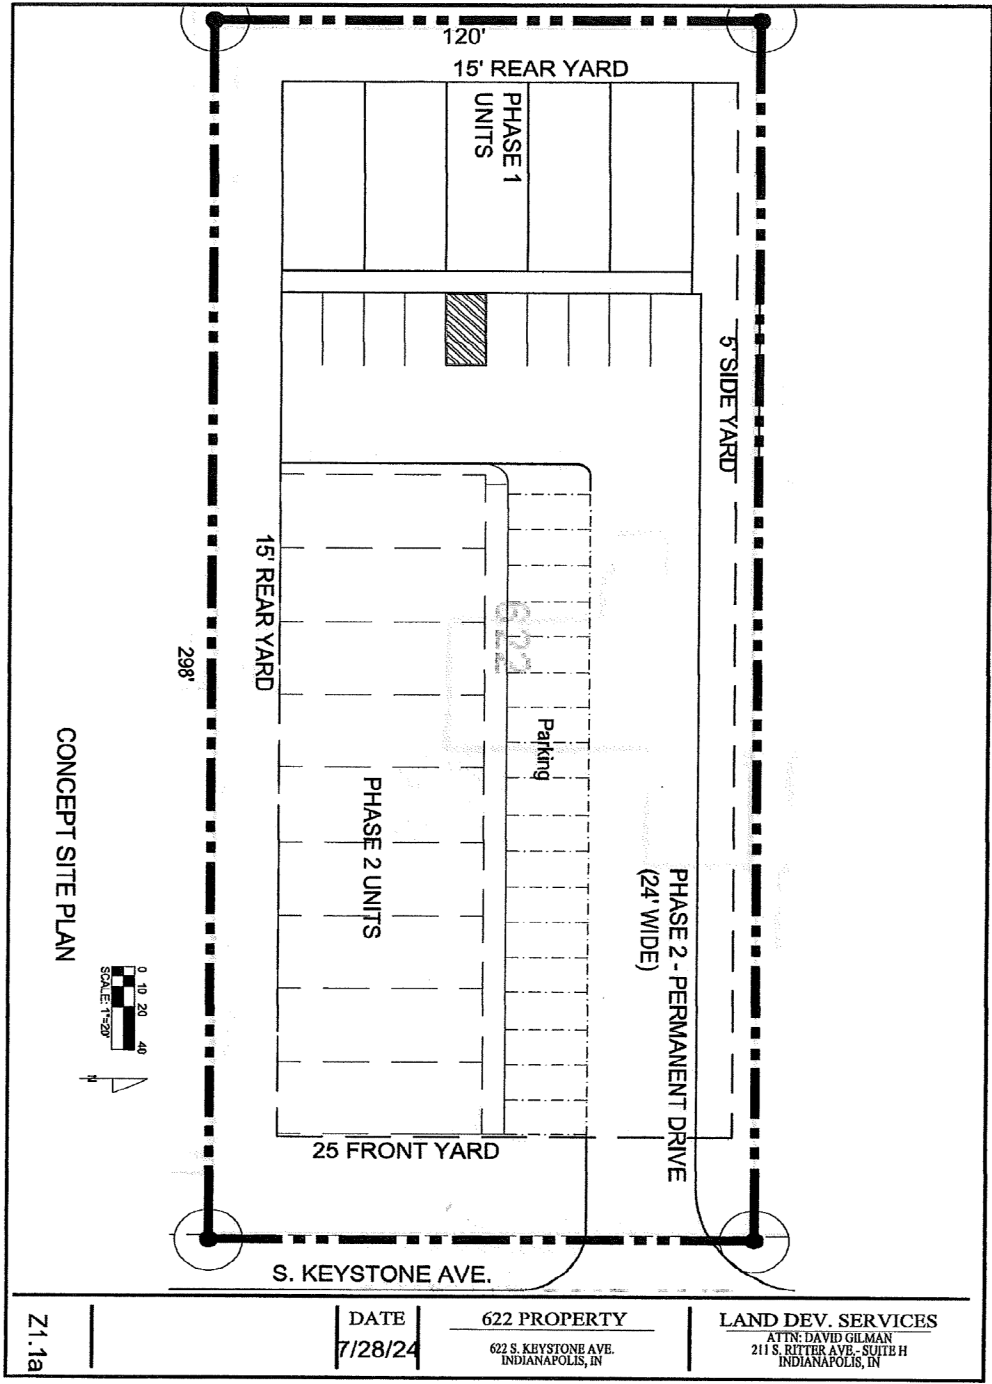 120'
15' REAR YARD
PHASE 1
UNITS
5' SIDE YARD
15' REAR YARD
298'
622
Parking
PHASE 2 UNITS
PHASE 2 - PERMANENT DRIVE
(24' WIDE)
CONCEPT SITE PLAN
0 10 20 40
SCALE: 1"=20'
N
25 FRONT YARD
S. KEYSTONE AVE.
Z1.1a
DATE
7/28/24
622 PROPERTY
622 S. KEYSTONE AVE.
INDIANAPOLIS, IN
LAND DEV. SERVICES
ATTN: DAVID GILMAN
211 S. RITTER AVE.- SUITE H
INDIANAPOLIS, IN